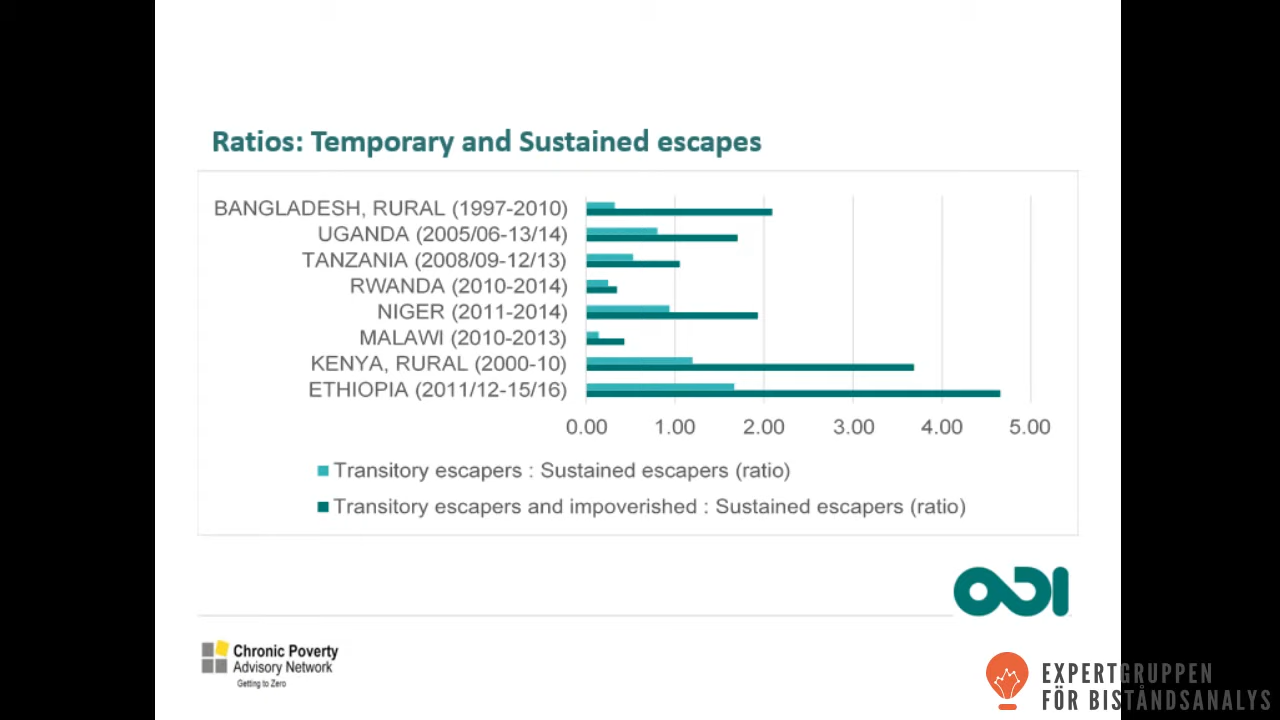 Ratios: Temporary and Sustained escapes
BANGLADESH, RURAL (1997-2010)
UGANDA (2005/06-13/14)
TANZANIA (2008/09-12/13)
RWANDA (2010-2014)
NIGER (2011-2014)
MALAWI (2010-2013)
KENYA, RURAL (2000-10)
ETHIOPIA (2011/12-15/16)
0.00 1.00 2.00 3.00 4.00 5.00
Transitory escapers : Sustained escapers (ratio)
Transitory escapers and impoverished : Sustained escapers (ratio)
ODI
Chronic Poverty
Advisory Network
Getting to Zero
EXPERTGRUPPEN
FÖR BISTÅNDSANALYS